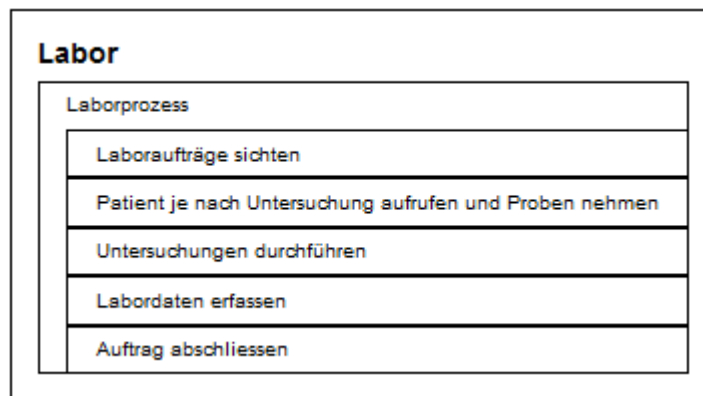 Labor
Laborprozess
Laboraufträge sichten
Patient je nach Untersuchung aufrufen und Proben nehmen
Untersuchungen durchführen
Labordaten erfassen
Auftrag abschliessen